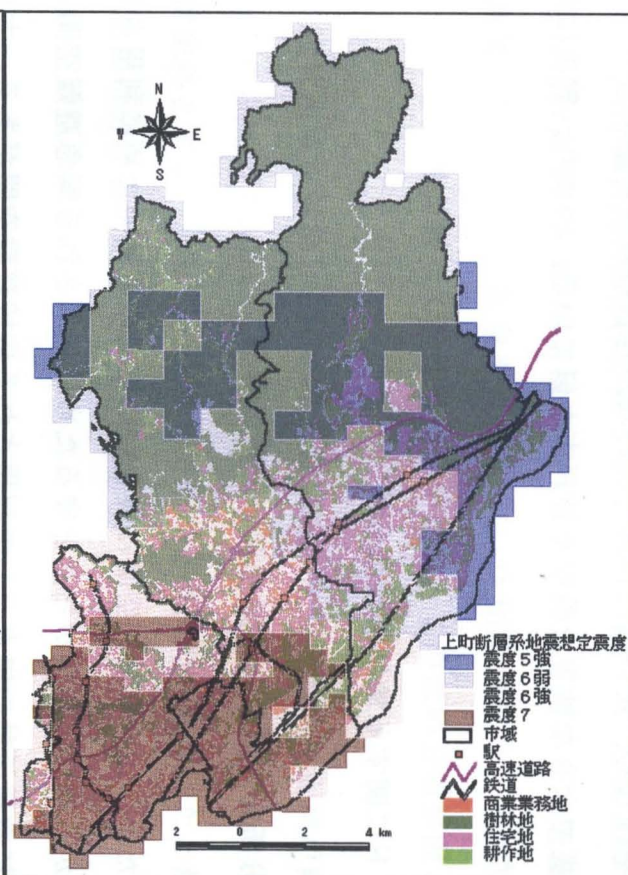 N
W E
S
上町断層系地震想定震度
震度5強
震度6弱
震度6強
震度7
市域
駅
高速道路
鉄道
商業業務地
樹林地
住宅地
耕作地
2 0 2 4 km